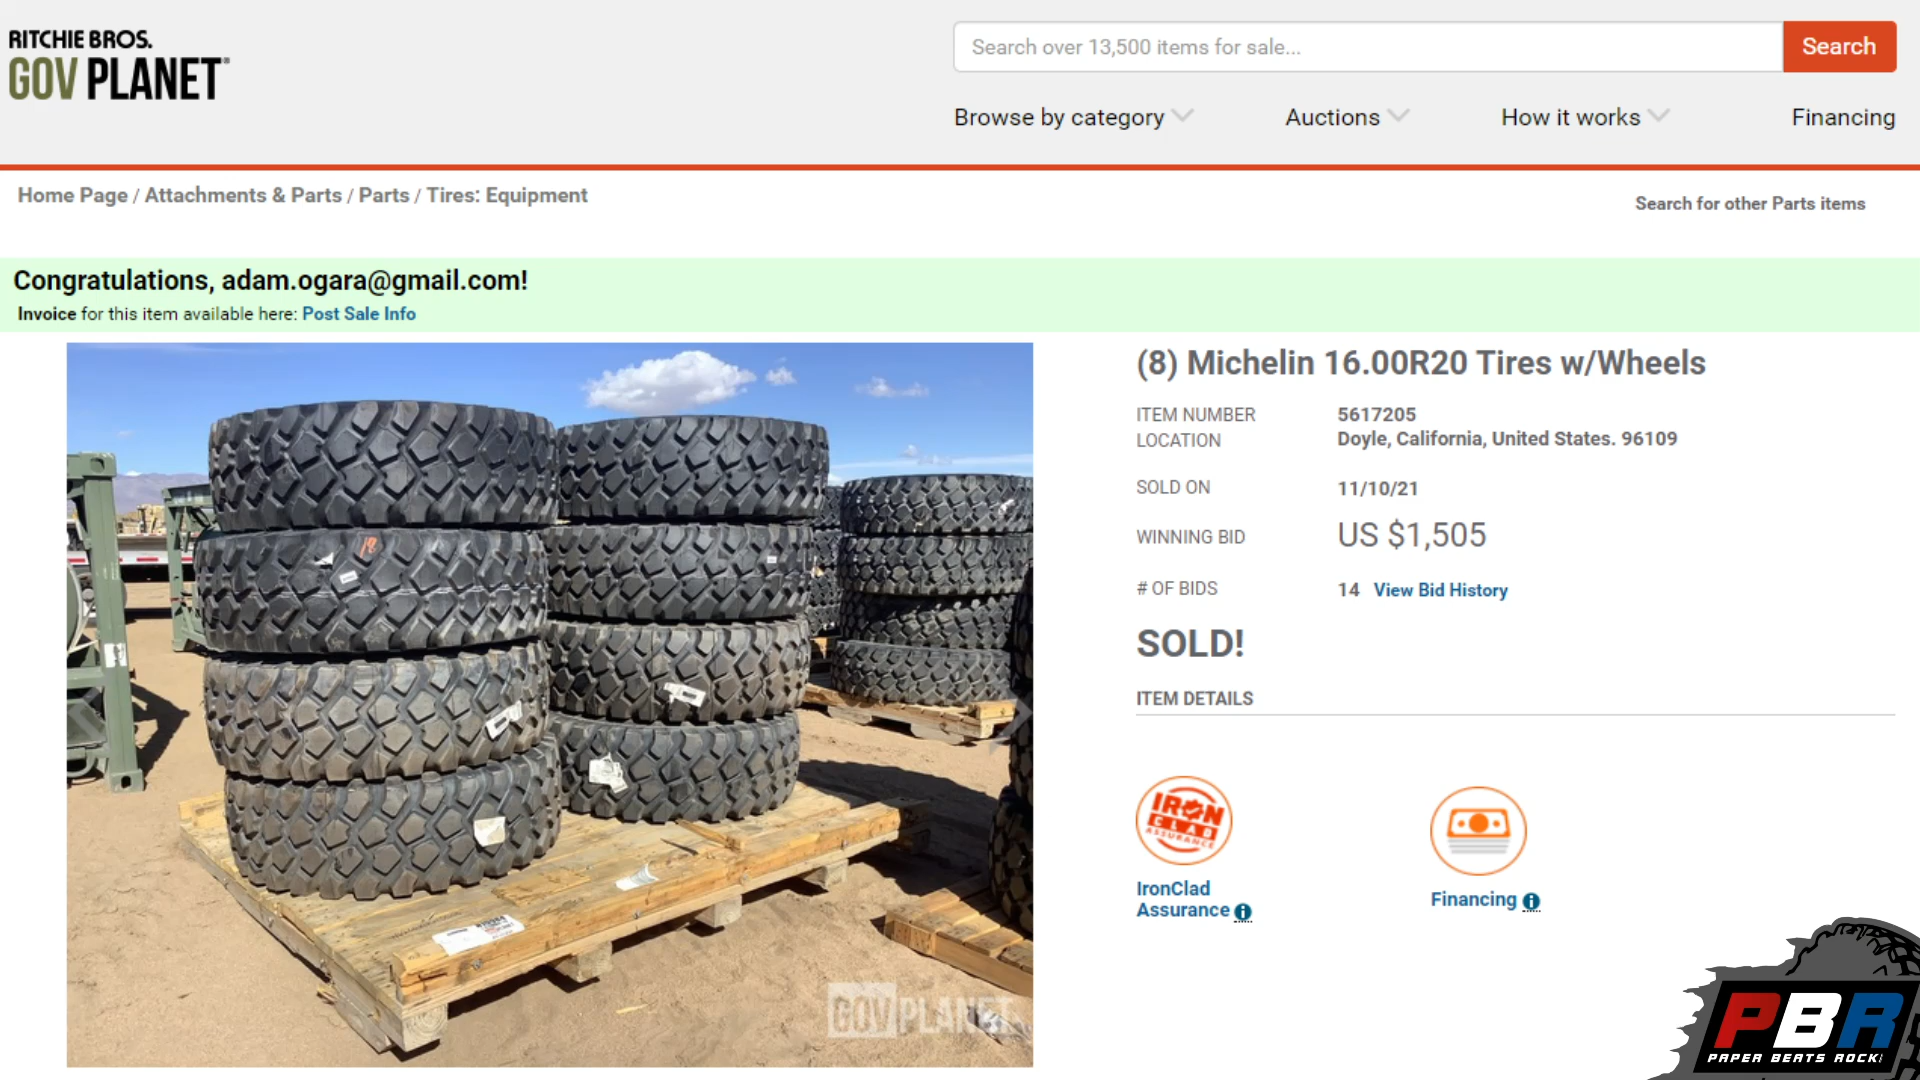 RITCHIE BROS.
GOV PLANET®
Search over 13,500 items for sale...
Search
Browse by category
Auctions
How it works
Financing
Home Page / Attachments & Parts / Parts / Tires: Equipment
Search for other Parts items
Congratulations, adam.ogara@gmail.com!
Invoice for this item available here: Post Sale Info
(8) Michelin 16.00R20 Tires w/Wheels
ITEM NUMBER 5617205
LOCATION Doyle, California, United States. 96109
SOLD ON 11/10/21
WINNING BID US $1,505
# OF BIDS 14 View Bid History
SOLD!
ITEM DETAILS
IRON
CLAD
ASSURANCE
IronClad
Assurance i
Financing i
GOVPLANET
PBR
PAPER BEATS ROCK!